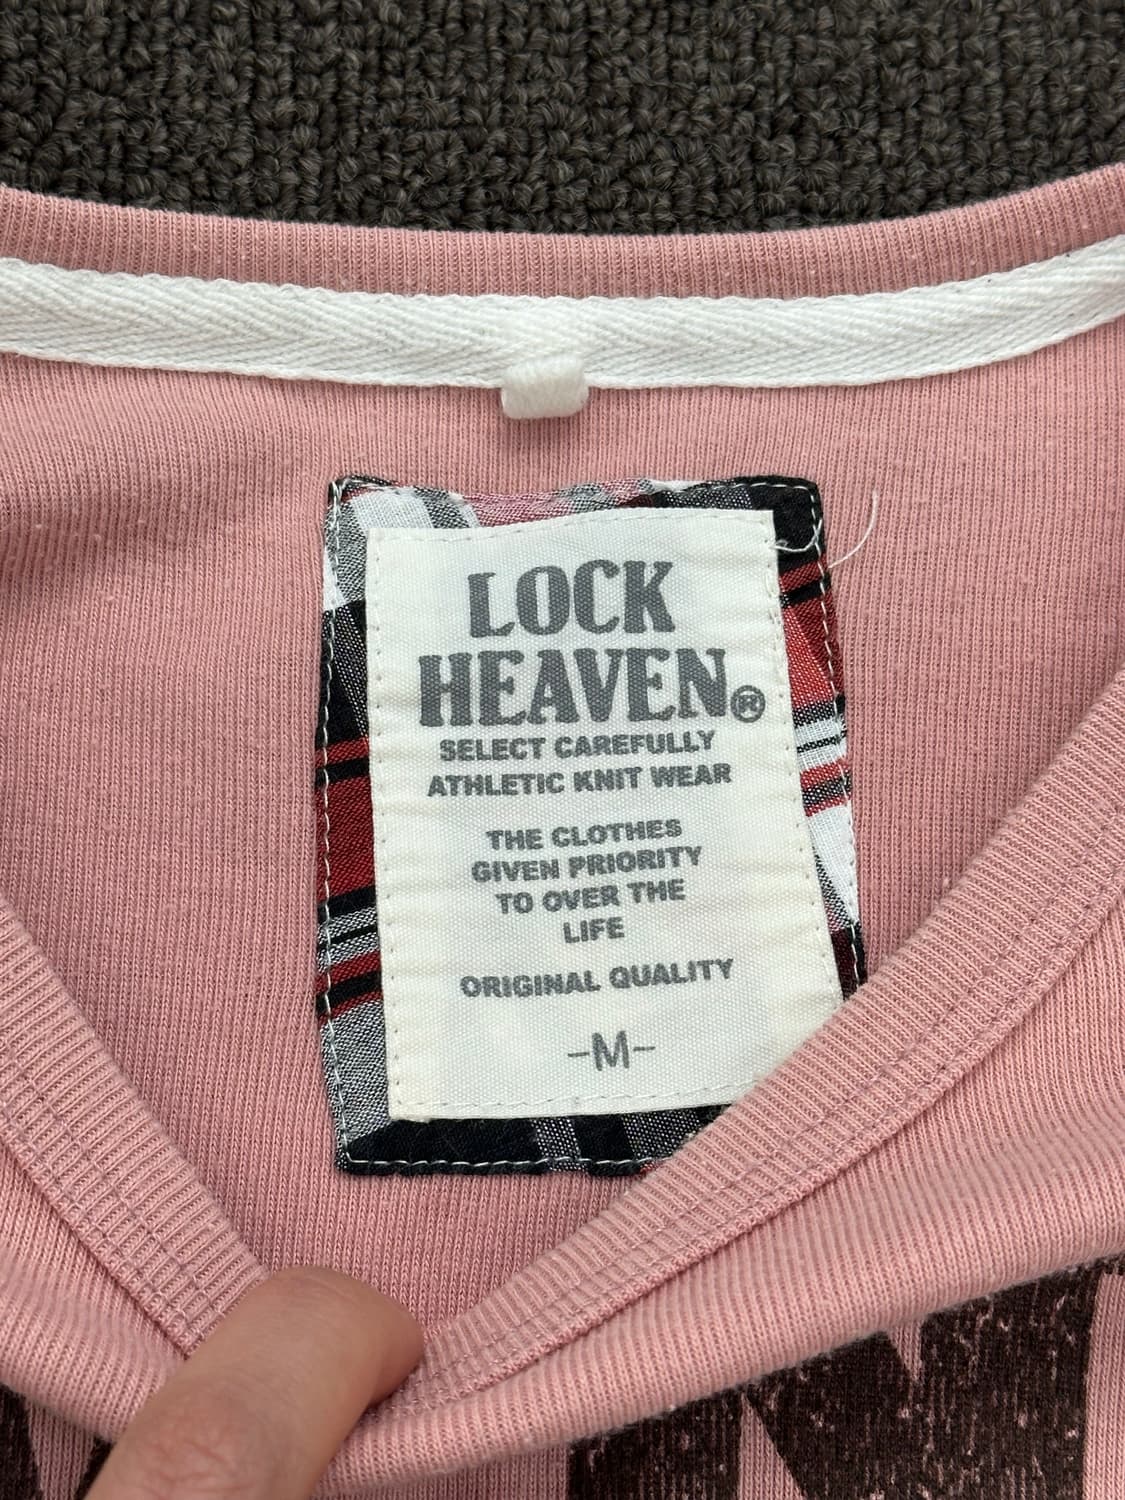 LOCK
HEAVEN®
SELECT CAREFULLY
ATHLETIC KNIT WEAR
THE CLOTHES
GIVEN PRIORITY
TO OVER THE
LIFE
ORIGINAL QUALITY
-M-